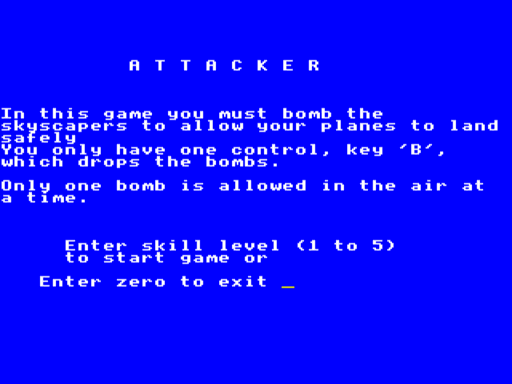 A T T A C K E R
In this game you must bomb the
skyscapers to allow your planes to land
safely
You only have one control, key 'B',
which drops the bombs.
Only one bomb is allowed in the air at
a time.
Enter skill level (1 to 5)
to start game or
Enter zero to exit _